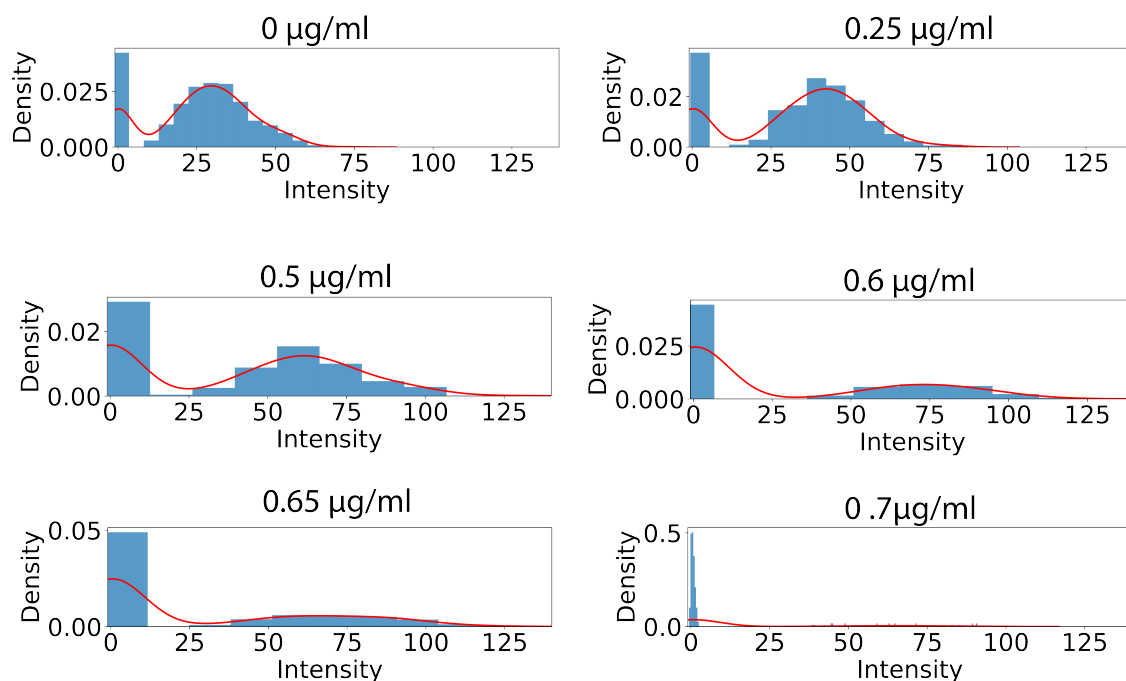 0 µg/ml
Density
0.025
0.000
0 25 50 75 100 125
Intensity
0.25 µg/ml
Density
0.02
0.00
0 25 50 75 100 125
Intensity
0.5 µg/ml
Density
0.02
0.00
0 25 50 75 100 125
Intensity
0.6 µg/ml
Density
0.025
0.000
0 25 50 75 100 125
Intensity
0.65 µg/ml
Density
0.05
0.00
0 25 50 75 100 125
Intensity
0 .7µg/ml
Density
0.5
0.0
0 25 50 75 100 125
Intensity